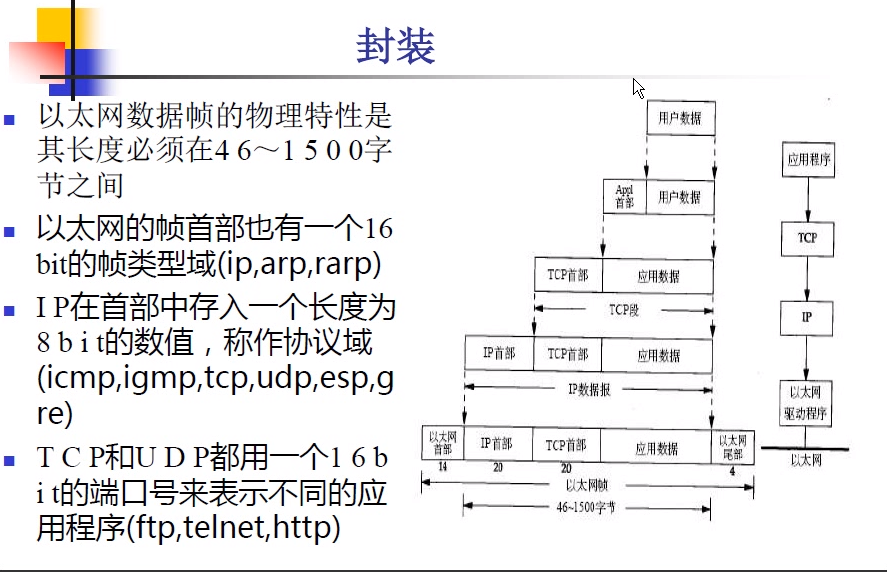 封装
以太网数据帧的物理特性是
其长度必须在4 6～1 5 0 0字
节之间
以太网的帧首部也有一个16
bit的帧类型域(ip,arp,rarp)
I P在首部中存入一个长度为
8 b i t的数值，称作协议域
(icmp,igmp,tcp,udp,esp,g
re)
T C P和U D P都用一个1 6 b
i t的端口号来表示不同的应
用程序(ftp,telnet,http)
用户数据
Appl
首部
用户数据
TCP首部
应用数据
TCP段
IP首部
TCP首部
应用数据
IP数据报
以太网
首部
IP首部
TCP首部
应用数据
以太网
尾部
14
20
20
4
以太网帧
46~1500字节
应用程序
TCP
IP
以太网
驱动程序
以太网